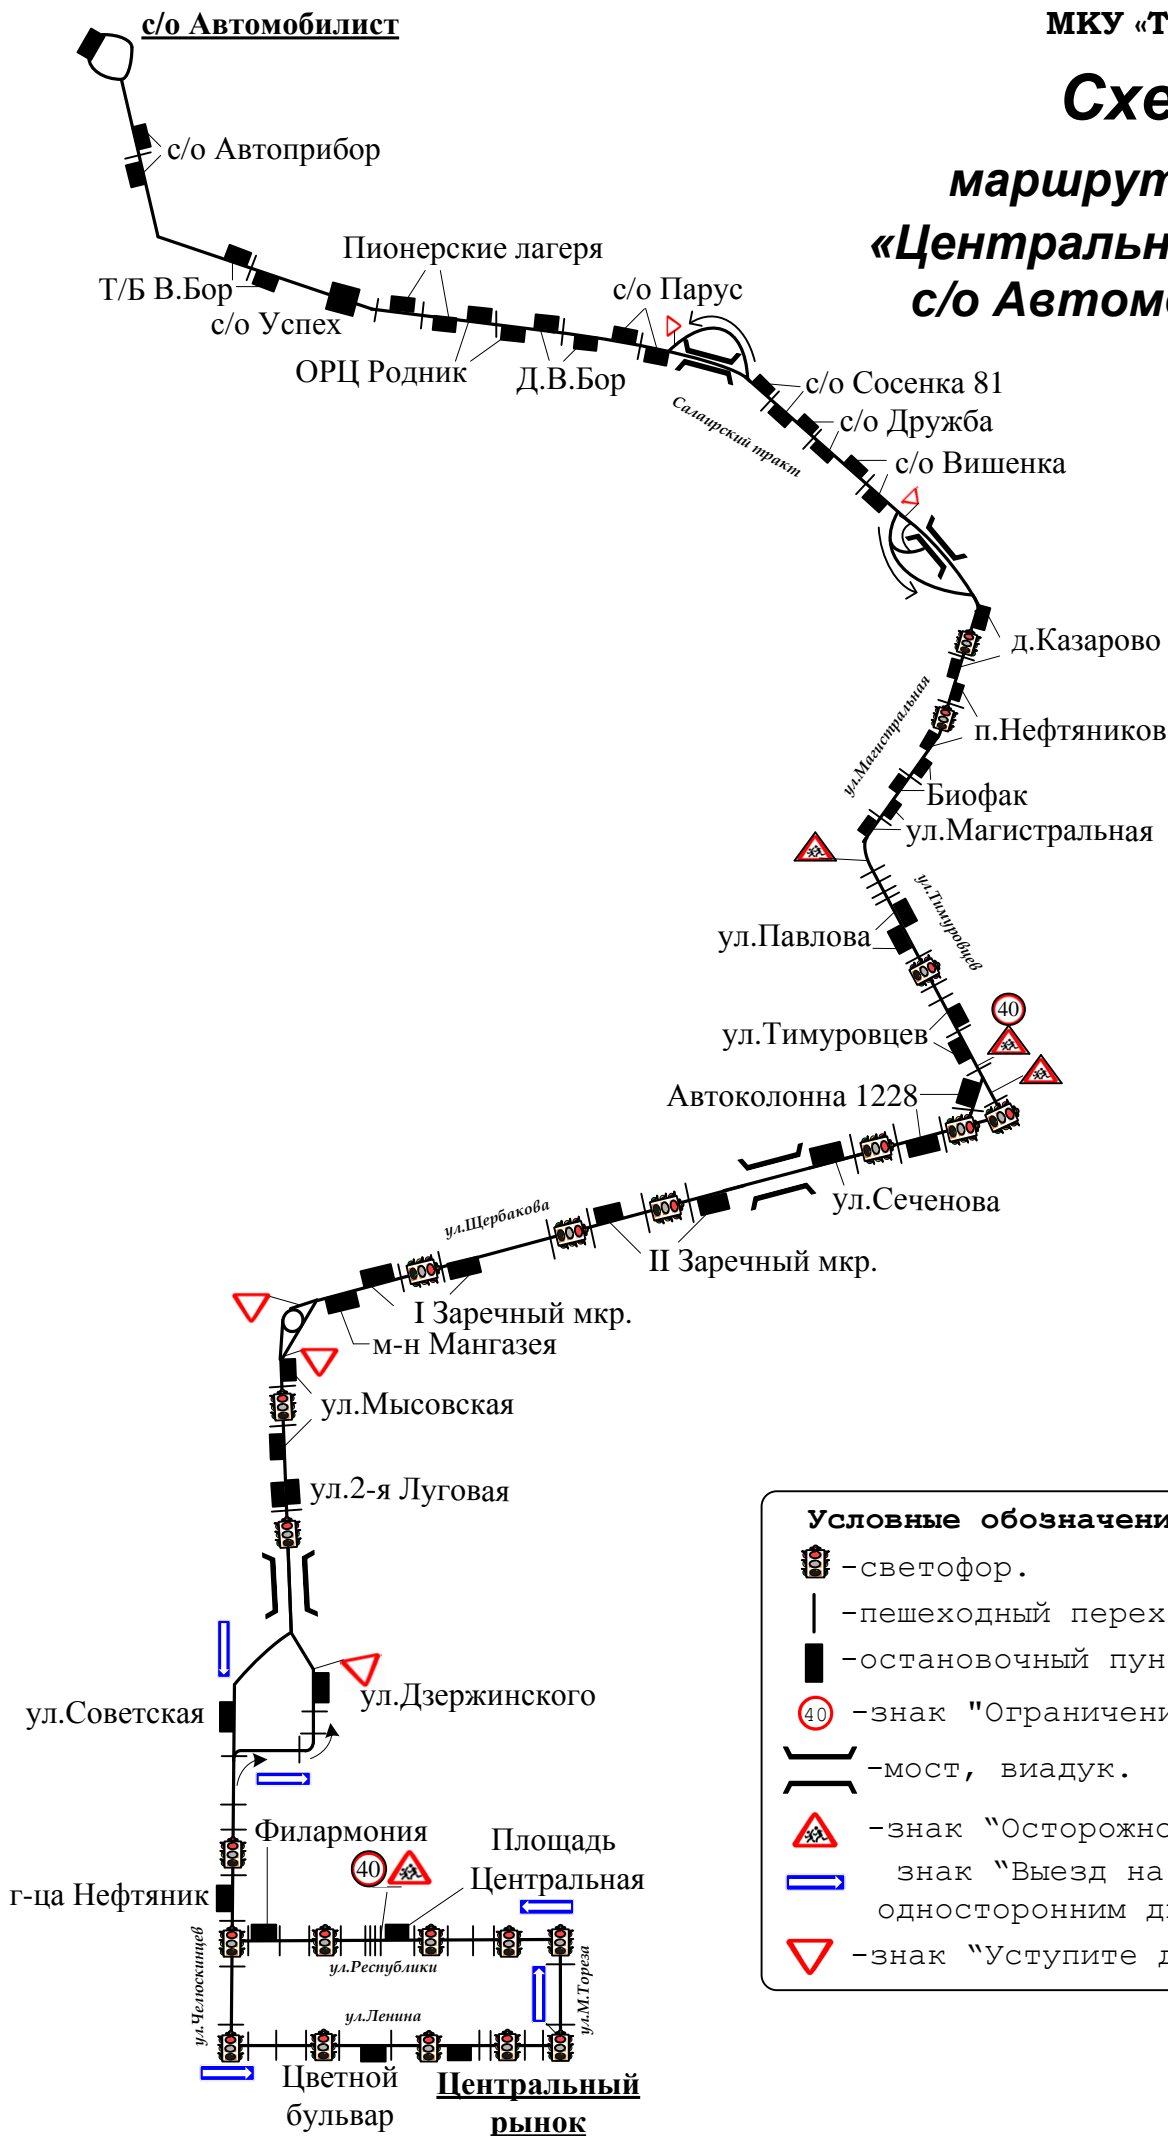 с/о Автомобилист
МКУ «Т
Схе
маршрут
«Центральн
с/о Автом
с/о Автоприбор
Т/Б В.Бор
с/о Успех
Пионерские лагеря
ОРЦ Родник
Д.В.Бор
с/о Парус
Салаирский тракт
с/о Сосенка 81
с/о Дружба
с/о Вишенка
д.Казарово
п.Нефтяников
ул.Магистральная
Биофак
ул.Магистральная
ул.Тимуровцев
ул.Павлова
40
ул.Тимуровцев
Автоколонна 1228
ул.Сеченова
ул.Щербакова
II Заречный мкр.
I Заречный мкр.
м-н Мангазея
ул.Мысовская
ул.2-я Луговая
ул.Советская
ул.Дзержинского
Филармония
40
Площадь
Центральная
г-ца Нефтяник
ул.Республики
ул.Челюскинцев
ул.М.Тореза
ул.Ленина
Цветной
бульвар
Центральный
рынок
Условные обозначени
-светофор.
-пешеходный перех
-остановочный пун
40 -знак "Ограничени
-мост, виадук.
-знак “Осторожно
знак “Выезд на
односторонним д
-знак “Уступите д